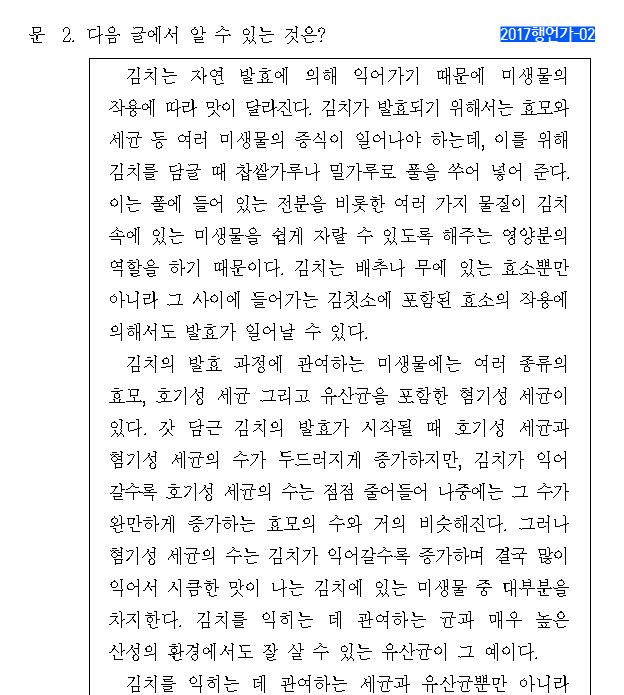 문 2. 다음 글에서 알 수 있는 것은?
2017행언가-02
김치는 자연 발효에 의해 익어가기 때문에 미생물의
작용에 따라 맛이 달라진다. 김치가 발효되기 위해서는 효모와
세균 등 여러 미생물의 증식이 일어나야 하는데, 이를 위해
김치를 담글 때 찹쌀가루나 밀가루로 풀을 쑤어 넣어 준다.
이는 풀에 들어 있는 전분을 비롯한 여러 가지 물질이 김치
속에 있는 미생물을 쉽게 자랄 수 있도록 해주는 영양분의
역할을 하기 때문이다. 김치는 배추나 무에 있는 효소뿐만
아니라 그 사이에 들어가는 김칫소에 포함된 효소의 작용에
의해서도 발효가 일어날 수 있다.
김치의 발효 과정에 관여하는 미생물에는 여러 종류의
효모, 호기성 세균 그리고 유산균을 포함한 혐기성 세균이
있다. 갓 담근 김치의 발효가 시작될 때 호기성 세균과
혐기성 세균의 수가 두드러지게 증가하지만, 김치가 익어
갈수록 호기성 세균의 수는 점점 줄어들어 나중에는 그 수가
완만하게 증가하는 효모의 수와 거의 비슷해진다. 그러나
혐기성 세균의 수는 김치가 익어갈수록 증가하며 결국 많이
익어서 시큼한 맛이 나는 김치에 있는 미생물 중 대부분을
차지한다. 김치를 익히는 데 관여하는 균과 매우 높은
산성의 환경에서도 잘 살 수 있는 유산균이 그 예이다.
김치를 익히는 데 관여하는 세균과 유산균뿐만 아니라